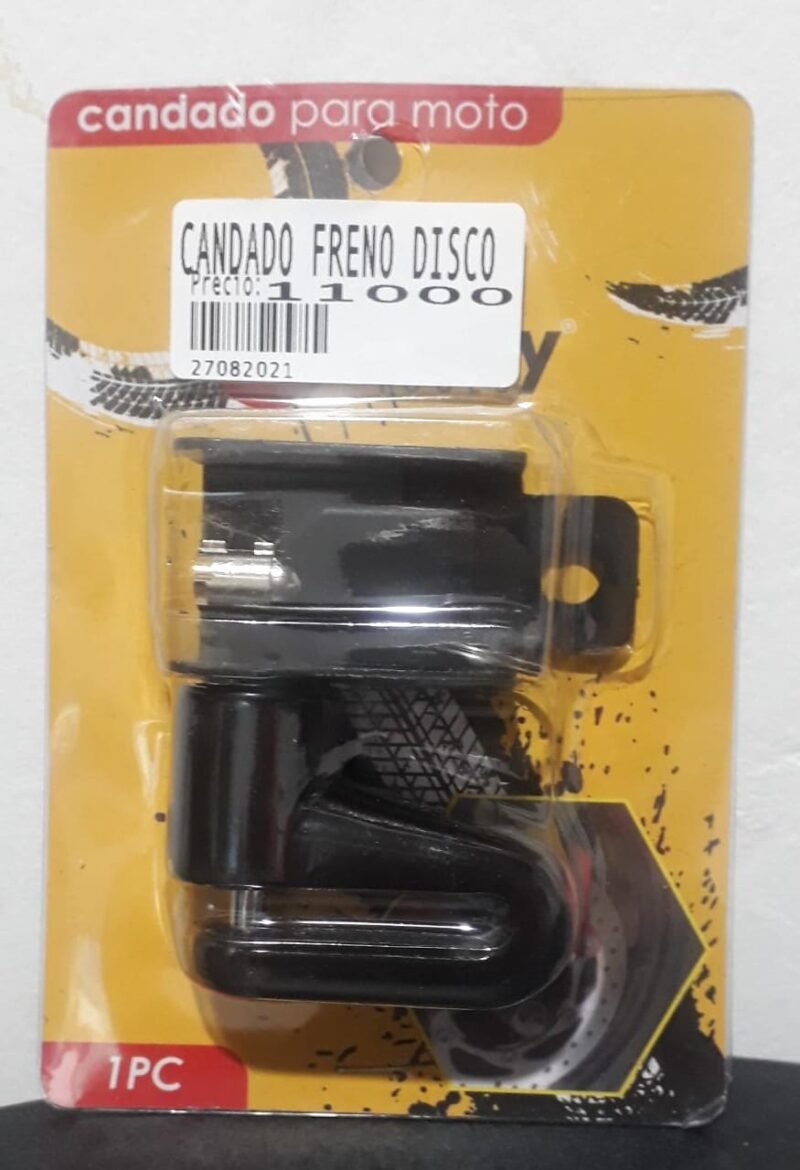 candado para moto
CANDADO FRENO DISCO
Precio: 11000
27082021
1PC